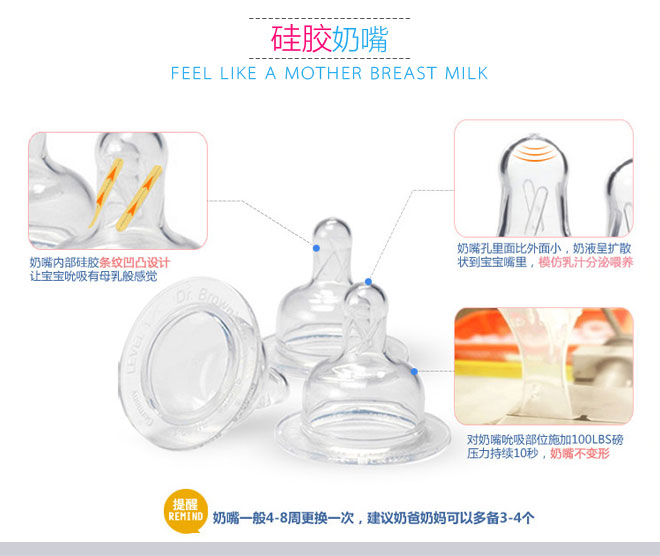 硅胶奶嘴
FEEL LIKE A MOTHER BREAST MILK
奶嘴内部硅胶条纹凹凸设计
让宝宝吮吸有母乳般感觉
奶嘴孔里面比外面小，奶液呈扩散
状到宝宝嘴里，模仿乳汁分泌喂养
Dr. Brown
LEVEL
对奶嘴吮吸部位施加100LBS磅
压力持续10秒，奶嘴不变形
提醒
REMIND
奶嘴一般4-8周更换一次，建议奶爸奶妈可以多备3-4个